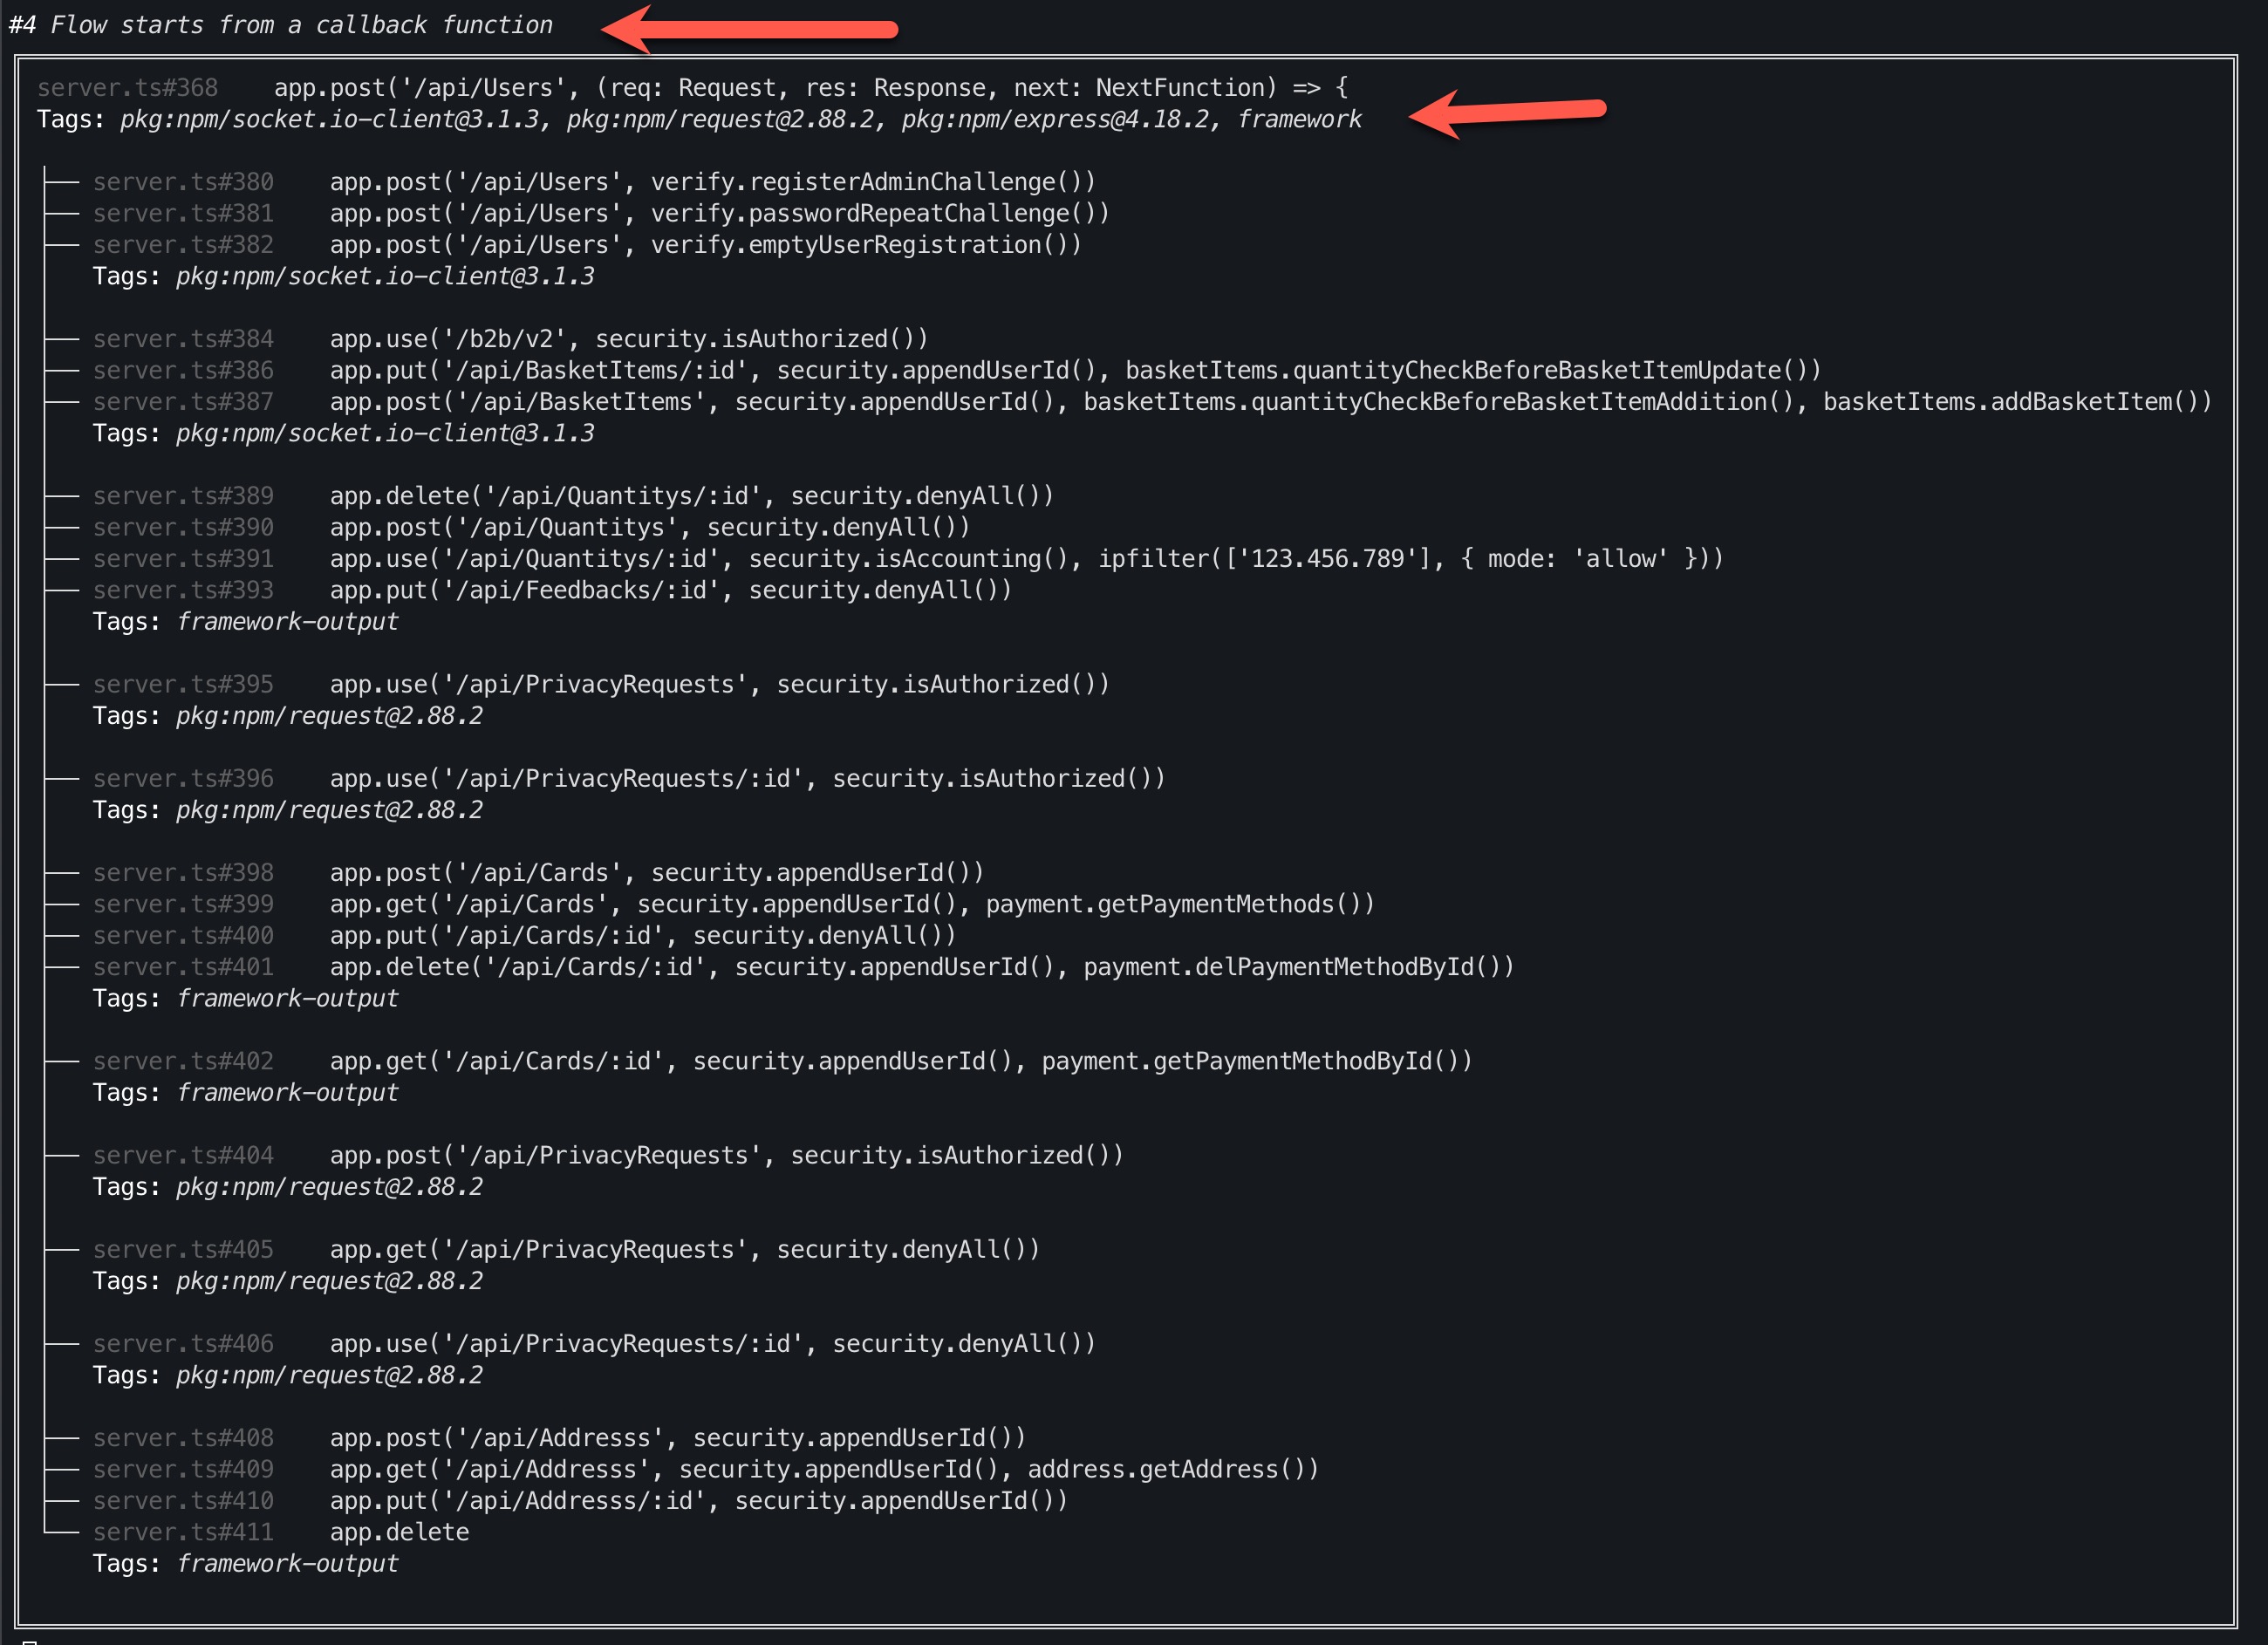 #4 Flow starts from a callback function
server.ts#368    app.post('/api/Users', (req: Request, res: Response, next: NextFunction) => {
Tags: pkg:npm/socket.io-client@3.1.3, pkg:npm/request@2.88.2, pkg:npm/express@4.18.2, framework
server.ts#380    app.post('/api/Users', verify.registerAdminChallenge())
server.ts#381    app.post('/api/Users', verify.passwordRepeatChallenge())
server.ts#382    app.post('/api/Users', verify.emptyUserRegistration())
Tags: pkg:npm/socket.io-client@3.1.3
server.ts#384    app.use('/b2b/v2', security.isAuthorized())
server.ts#386    app.put('/api/BasketItems/:id', security.appendUserId(), basketItems.quantityCheckBeforeBasketItemUpdate())
server.ts#387    app.post('/api/BasketItems', security.appendUserId(), basketItems.quantityCheckBeforeBasketItemAddition(), basketItems.addBasketItem())
Tags: pkg:npm/socket.io-client@3.1.3
server.ts#389    app.delete('/api/Quantitys/:id', security.denyAll())
server.ts#390    app.post('/api/Quantitys', security.denyAll())
server.ts#391    app.use('/api/Quantitys/:id', security.isAccounting(), ipfilter(['123.456.789'], { mode: 'allow' }))
server.ts#393    app.put('/api/Feedbacks/:id', security.denyAll())
Tags: framework-output
server.ts#395    app.use('/api/PrivacyRequests', security.isAuthorized())
Tags: pkg:npm/request@2.88.2
server.ts#396    app.use('/api/PrivacyRequests/:id', security.isAuthorized())
Tags: pkg:npm/request@2.88.2
server.ts#398    app.post('/api/Cards', security.appendUserId())
server.ts#399    app.get('/api/Cards', security.appendUserId(), payment.getPaymentMethods())
server.ts#400    app.put('/api/Cards/:id', security.denyAll())
server.ts#401    app.delete('/api/Cards/:id', security.appendUserId(), payment.delPaymentMethodById())
Tags: framework-output
server.ts#402    app.get('/api/Cards/:id', security.appendUserId(), payment.getPaymentMethodById())
Tags: framework-output
server.ts#404    app.post('/api/PrivacyRequests', security.isAuthorized())
Tags: pkg:npm/request@2.88.2
server.ts#405    app.get('/api/PrivacyRequests', security.denyAll())
Tags: pkg:npm/request@2.88.2
server.ts#406    app.use('/api/PrivacyRequests/:id', security.denyAll())
Tags: pkg:npm/request@2.88.2
server.ts#408    app.post('/api/Addresss', security.appendUserId())
server.ts#409    app.get('/api/Addresss', security.appendUserId(), address.getAddress())
server.ts#410    app.put('/api/Addresss/:id', security.appendUserId())
server.ts#411    app.delete
Tags: framework-output